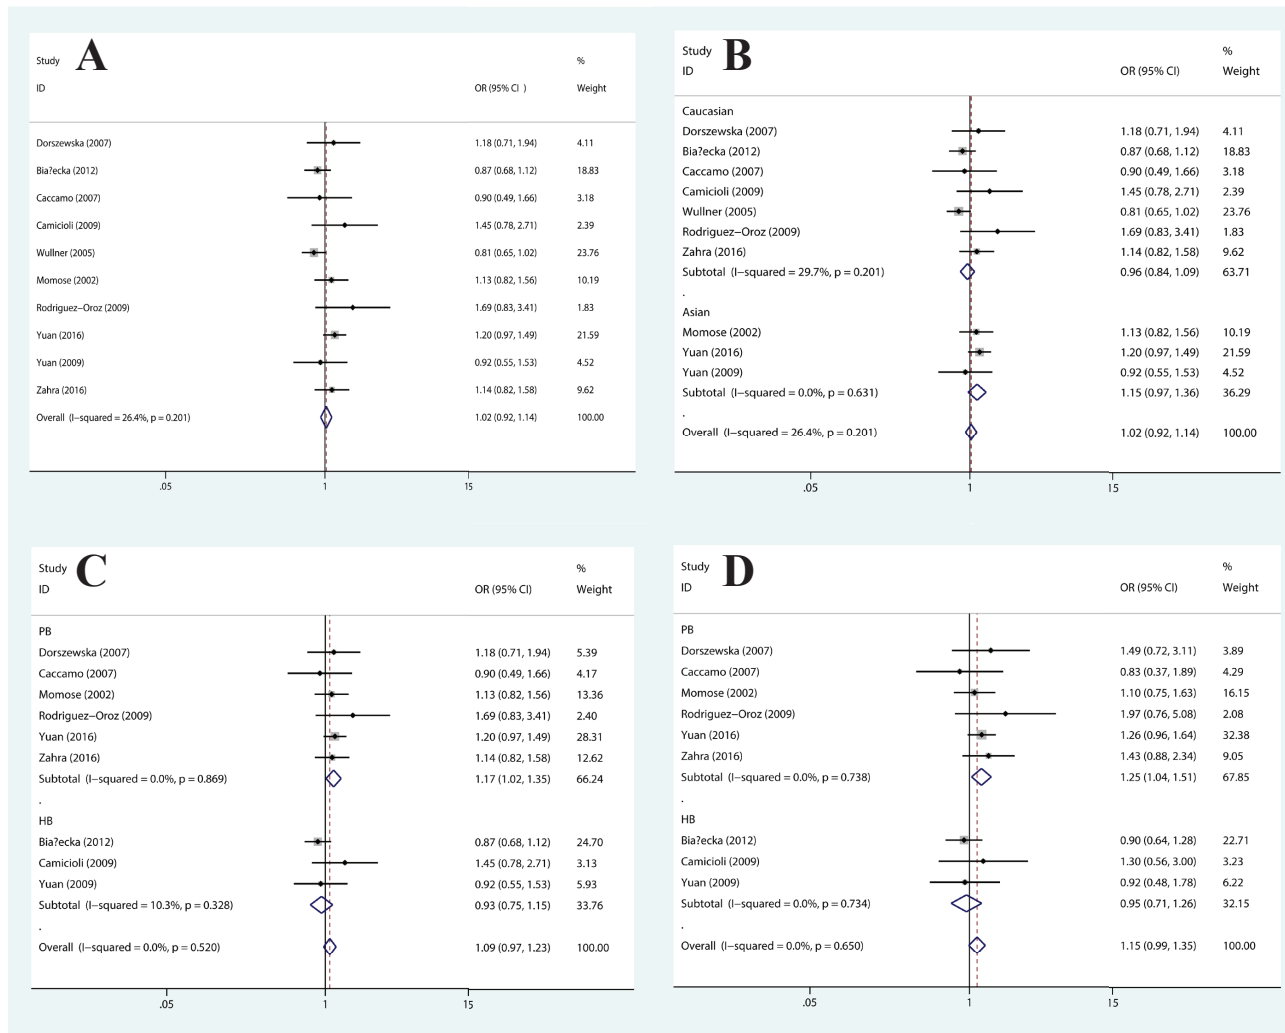 A
Study %
ID OR (95% CI ) Weight
Dorszewska (2007) 1.18 (0.71, 1.94) 4.11
Bia?ecka (2012) 0.87 (0.68, 1.12) 18.83
Caccamo (2007) 0.90 (0.49, 1.66) 3.18
Camicioli (2009) 1.45 (0.78, 2.71) 2.39
Wullner (2005) 0.81 (0.65, 1.02) 23.76
Momose (2002) 1.13 (0.82, 1.56) 10.19
Rodriguez–Oroz (2009) 1.69 (0.83, 3.41) 1.83
Yuan (2016) 1.20 (0.97, 1.49) 21.59
Yuan (2009) 0.92 (0.55, 1.53) 4.52
Zahra (2016) 1.14 (0.82, 1.58) 9.62
Overall (I–squared = 26.4%, p = 0.201) 1.02 (0.92, 1.14) 100.00
.05 1 15
B
Study %
ID OR (95% CI) Weight
Caucasian
Dorszewska (2007) 1.18 (0.71, 1.94) 4.11
Bia?ecka (2012) 0.87 (0.68, 1.12) 18.83
Caccamo (2007) 0.90 (0.49, 1.66) 3.18
Camicioli (2009) 1.45 (0.78, 2.71) 2.39
Wullner (2005) 0.81 (0.65, 1.02) 23.76
Rodriguez–Oroz (2009) 1.69 (0.83, 3.41) 1.83
Zahra (2016) 1.14 (0.82, 1.58) 9.62
Subtotal (I–squared = 29.7%, p = 0.201) 0.96 (0.84, 1.09) 63.71
.
Asian
Momose (2002) 1.13 (0.82, 1.56) 10.19
Yuan (2016) 1.20 (0.97, 1.49) 21.59
Yuan (2009) 0.92 (0.55, 1.53) 4.52
Subtotal (I–squared = 0.0%, p = 0.631) 1.15 (0.97, 1.36) 36.29
.
Overall (I–squared = 26.4%, p = 0.201) 1.02 (0.92, 1.14) 100.00
.05 1 15
C
Study %
ID OR (95% CI) Weight
PB
Dorszewska (2007) 1.18 (0.71, 1.94) 5.39
Caccamo (2007) 0.90 (0.49, 1.66) 4.17
Momose (2002) 1.13 (0.82, 1.56) 13.36
Rodriguez–Oroz (2009) 1.69 (0.83, 3.41) 2.40
Yuan (2016) 1.20 (0.97, 1.49) 28.31
Zahra (2016) 1.14 (0.82, 1.58) 12.62
Subtotal (I–squared = 0.0%, p = 0.869) 1.17 (1.02, 1.35) 66.24
.
HB
Bia?ecka (2012) 0.87 (0.68, 1.12) 24.70
Camicioli (2009) 1.45 (0.78, 2.71) 3.13
Yuan (2009) 0.92 (0.55, 1.53) 5.93
Subtotal (I–squared = 10.3%, p = 0.328) 0.93 (0.75, 1.15) 33.76
.
Overall (I–squared = 0.0%, p = 0.520) 1.09 (0.97, 1.23) 100.00
.05 1 15
D
Study %
ID OR (95% CI) Weight
PB
Dorszewska (2007) 1.49 (0.72, 3.11) 3.89
Caccamo (2007) 0.83 (0.37, 1.89) 4.29
Momose (2002) 1.10 (0.75, 1.63) 16.15
Rodriguez–Oroz (2009) 1.97 (0.76, 5.08) 2.08
Yuan (2016) 1.26 (0.96, 1.64) 32.38
Zahra (2016) 1.43 (0.88, 2.34) 9.05
Subtotal (I–squared = 0.0%, p = 0.738) 1.25 (1.04, 1.51) 67.85
.
HB
Bia?ecka (2012) 0.90 (0.64, 1.28) 22.71
Camicioli (2009) 1.30 (0.56, 3.00) 3.23
Yuan (2009) 0.92 (0.48, 1.78) 6.22
Subtotal (I–squared = 0.0%, p = 0.734) 0.95 (0.71, 1.26) 32.15
.
Overall (I–squared = 0.0%, p = 0.650) 1.15 (0.99, 1.35) 100.00
.05 1 15